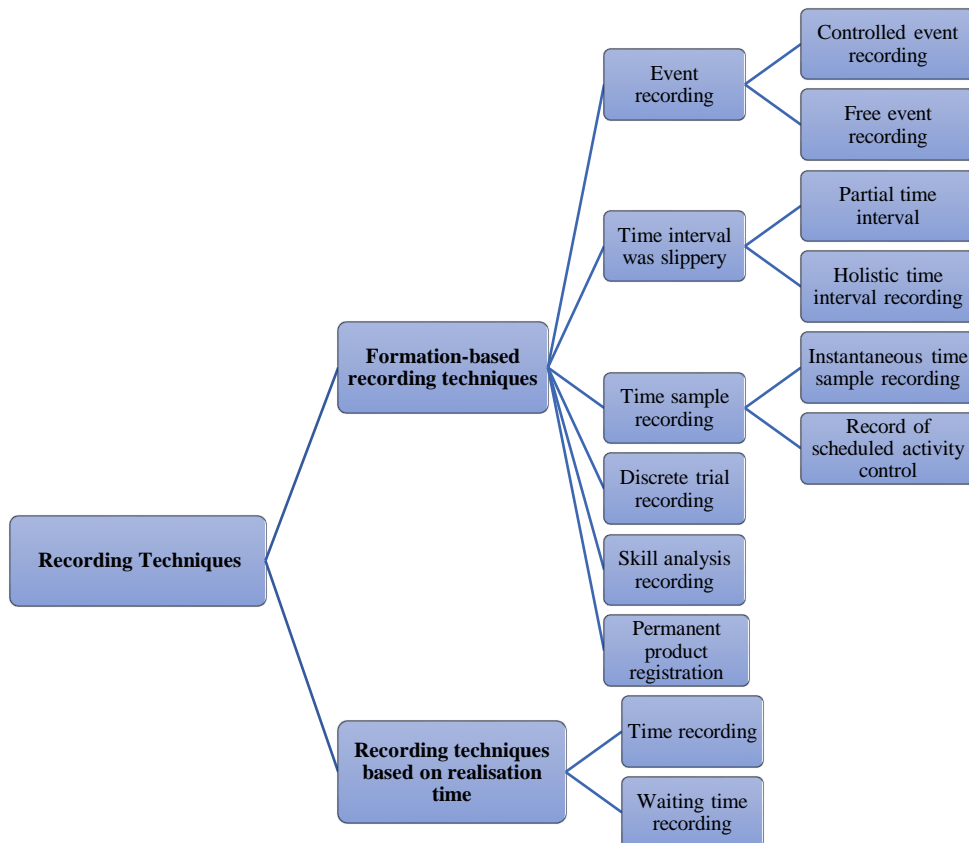 Recording Techniques
Formation-based
recording techniques
Event
recording
Controlled event
recording
Free event
recording
Time interval
was slippery
Partial time
interval
Holistic time
interval recording
Time sample
recording
Instantaneous time
sample recording
Record of
scheduled activity
control
Discrete trial
recording
Skill analysis
recording
Permanent
product
registration
Recording techniques
based on realisation
time
Time recording
Waiting time
recording